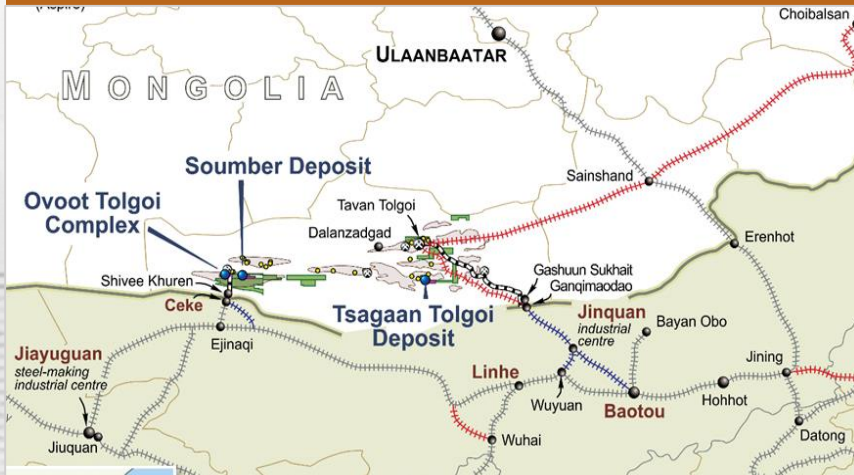 (Aspire)
Choibalsan
ULAANBAATAR
MONGOLIA
Soumber Deposit
Ovoot Tolgoi
Complex
Sainshand
Tavan Tolgoi
Dalanzadgad
Erenhot
Shivee Khuren
Gashuun Sukhait
Ganqimaodao
Ceke
Tsagaan Tolgoi
Deposit
Jinquan
industrial
centre
Bayan Obo
Ejinaqi
Jiayuguan
steel-making
industrial centre
Linhe
Jining
Wuyuan
Baotou
Hohhot
Jiuquan
Wuhai
Datong